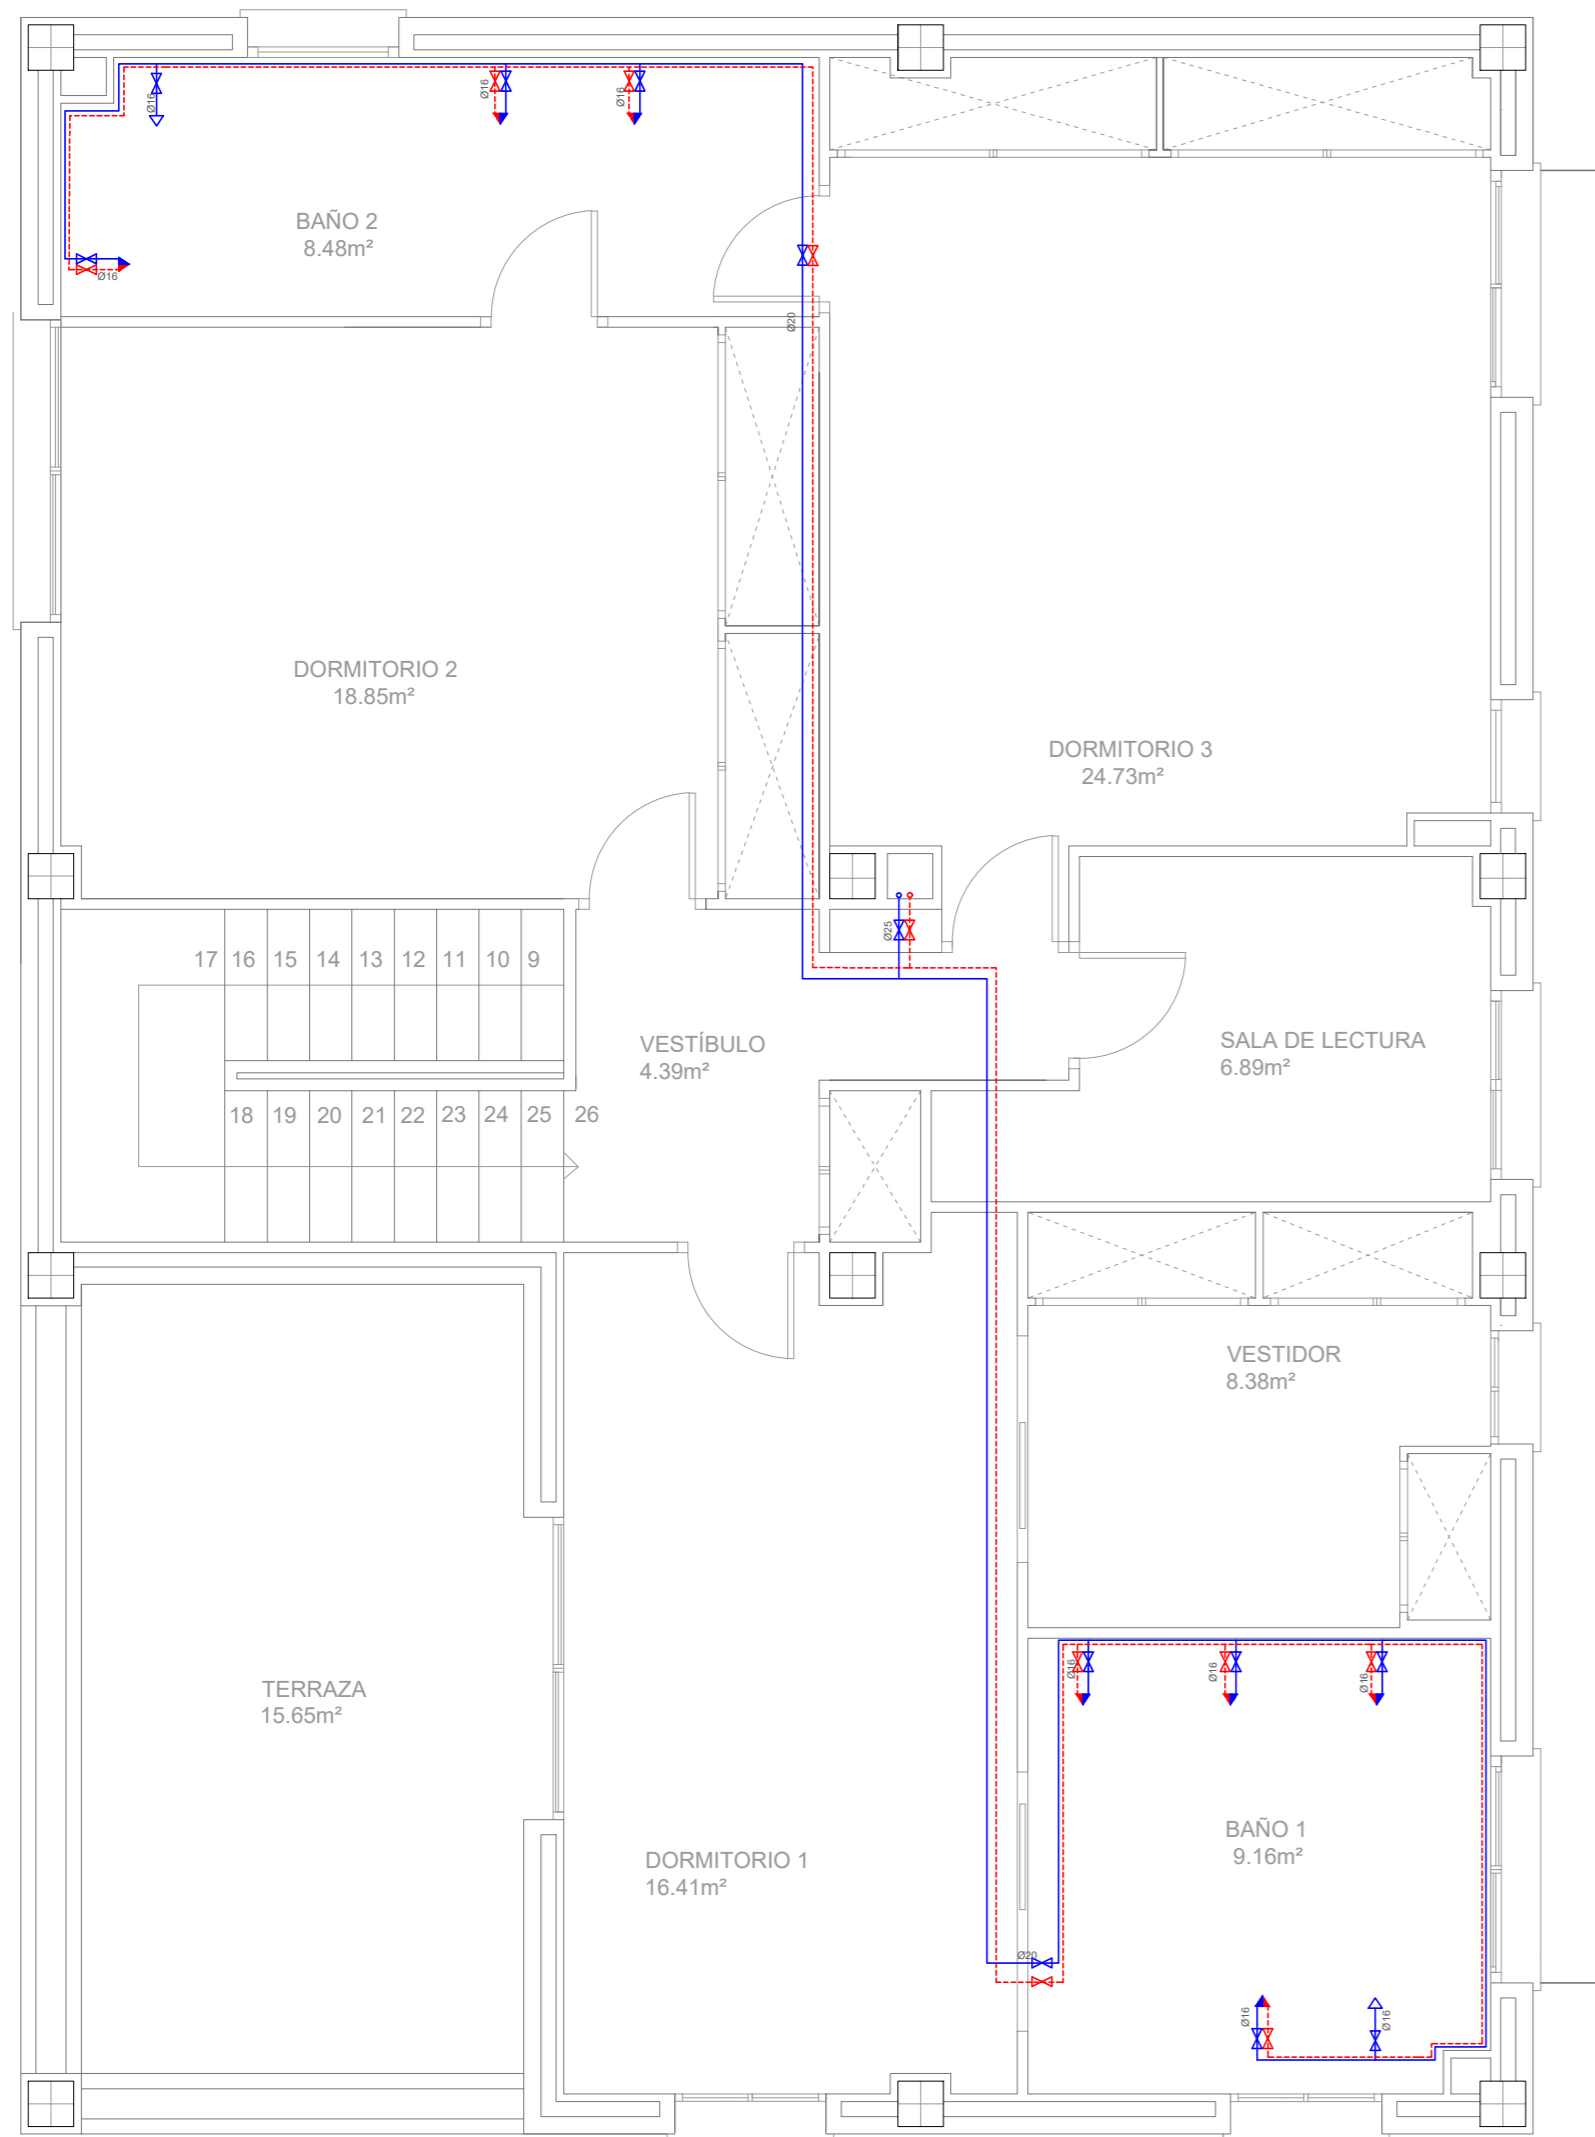 Ø16
Ø16
Ø16
BAÑO 2
8.48m²
Ø16
Ø20
DORMITORIO 2
18.85m²
DORMITORIO 3
24.73m²
Ø25
17 16 15 14 13 12 11 10 9
VESTÍBULO
4.39m²
SALA DE LECTURA
6.89m²
18 19 20 21 22 23 24 25 26
VESTIDOR
8.38m²
Ø16
Ø16
Ø16
TERRAZA
15.65m²
BAÑO 1
9.16m²
DORMITORIO 1
16.41m²
Ø20
Ø16
Ø16